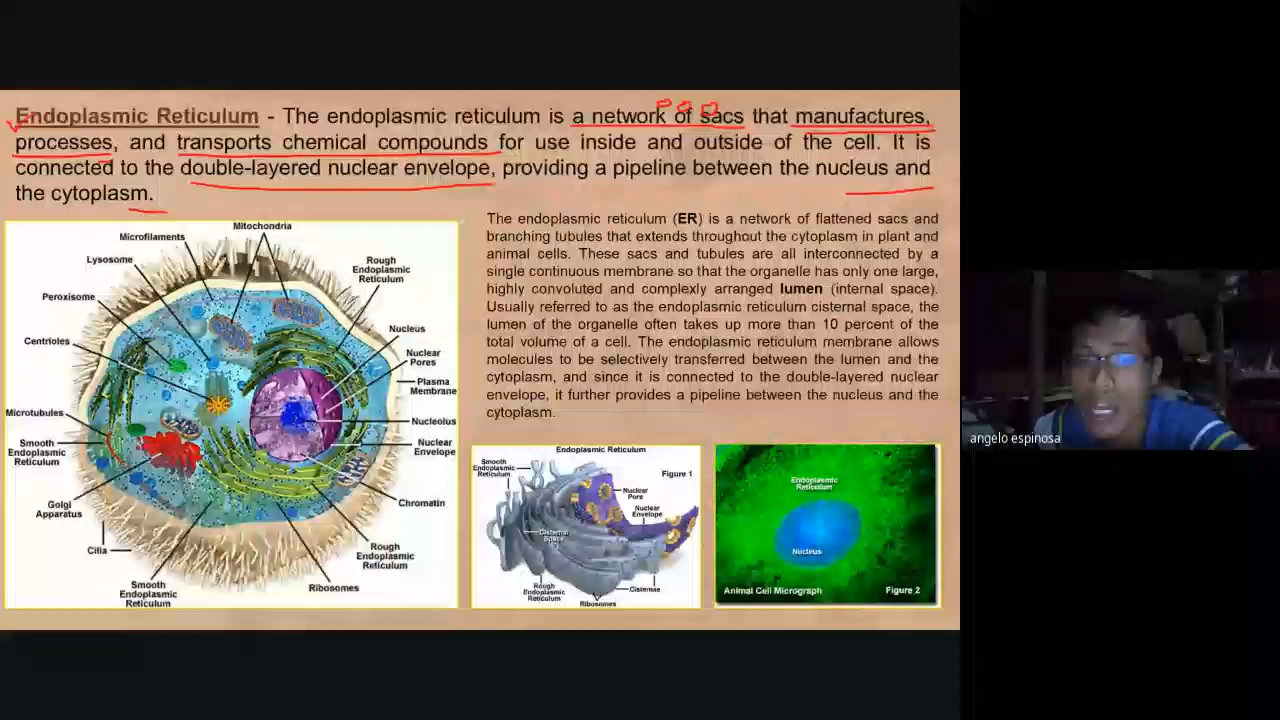 Endoplasmic Reticulum - The endoplasmic reticulum is a network of sacs that manufactures,
processes, and transports chemical compounds for use inside and outside of the cell. It is
connected to the double-layered nuclear envelope, providing a pipeline between the nucleus and
the cytoplasm.
Mitochondria
Microfilaments
Lysosome
Rough
Endoplasmic
Reticulum
Peroxisome
Nucleus
Centrioles
Nuclear
Pores
Plasma
Membrane
Microtubules
Nucleolus
Smooth
Endoplasmic
Reticulum
Nuclear
Envelope
Golgi
Apparatus
Chromatin
Cilia
Rough
Endoplasmic
Reticulum
Smooth
Endoplasmic
Reticulum
Ribosomes
The endoplasmic reticulum (ER) is a network of flattened sacs and
branching tubules that extends throughout the cytoplasm in plant and
animal cells. These sacs and tubules are all interconnected by a
single continuous membrane so that the organelle has only one large,
highly convoluted and complexly arranged lumen (internal space).
Usually referred to as the endoplasmic reticulum cisternal space, the
lumen of the organelle often takes up more than 10 percent of the
total volume of a cell. The endoplasmic reticulum membrane allows
molecules to be selectively transferred between the lumen and the
cytoplasm, and since it is connected to the double-layered nuclear
envelope, it further provides a pipeline between the nucleus and the
cytoplasm.
Endoplasmic Reticulum
Smooth
Endoplasmic
Reticulum
Figure 1
Nuclear
Pore
Nuclear
Envelope
Cisternal
Space
Rough
Endoplasmic
Reticulum
Cisternae
Ribosomes
Endoplasmic
Reticulum
Nucleus
Animal Cell Micrograph
Figure 2
angelo espinosa